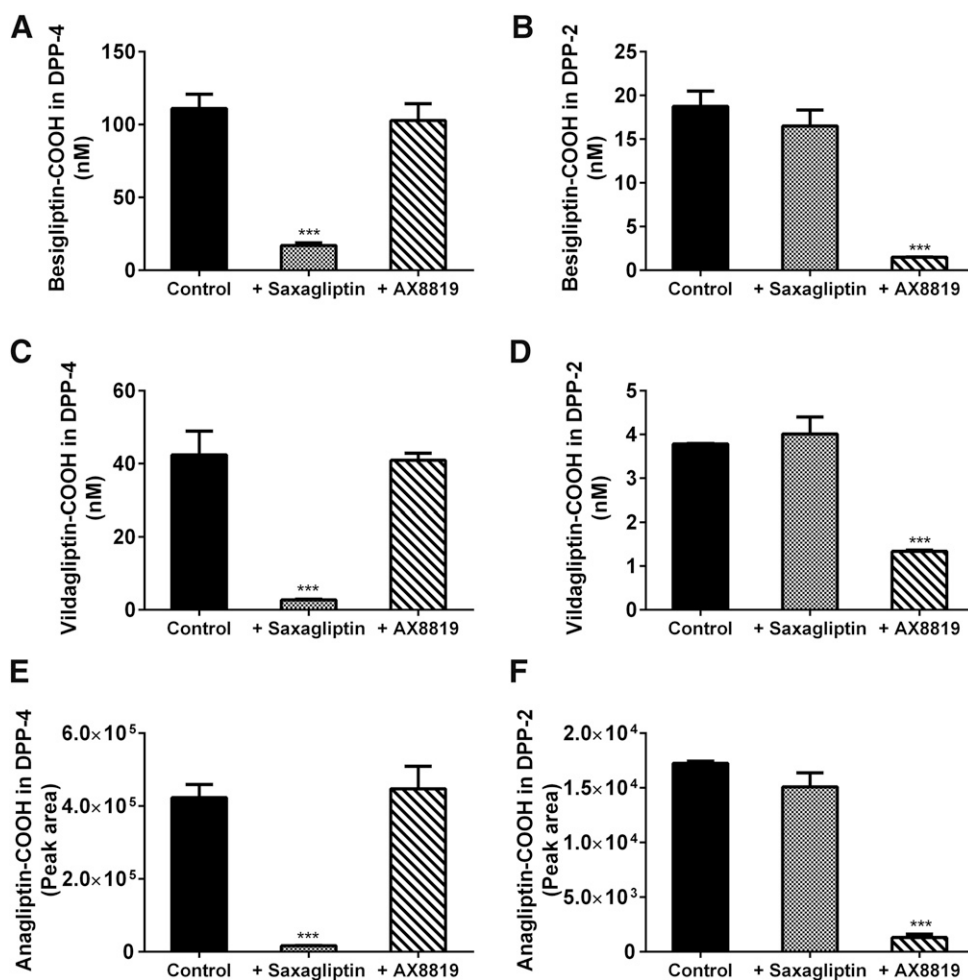 A
Besigliptin-COOH in DPP-4
(nM)
150
100
50
0
***
Control
+ Saxagliptin
+ AX8819
B
Besigliptin-COOH in DPP-2
(nM)
25
20
15
10
5
0
***
Control
+ Saxagliptin
+ AX8819
C
Vildagliptin-COOH in DPP-4
(nM)
60
40
20
0
***
Control
+ Saxagliptin
+ AX8819
D
Vildagliptin-COOH in DPP-2
(nM)
5
4
3
2
1
0
***
Control
+ Saxagliptin
+ AX8819
E
Anagliptin-COOH in DPP-4
(Peak area)
6.0×10⁵
4.0×10⁵
2.0×10⁵
0
***
Control
+ Saxagliptin
+ AX8819
F
Anagliptin-COOH in DPP-2
(Peak area)
2.0×10⁴
1.5×10⁴
1.0×10⁴
5.0×10³
0
***
Control
+ Saxagliptin
+ AX8819